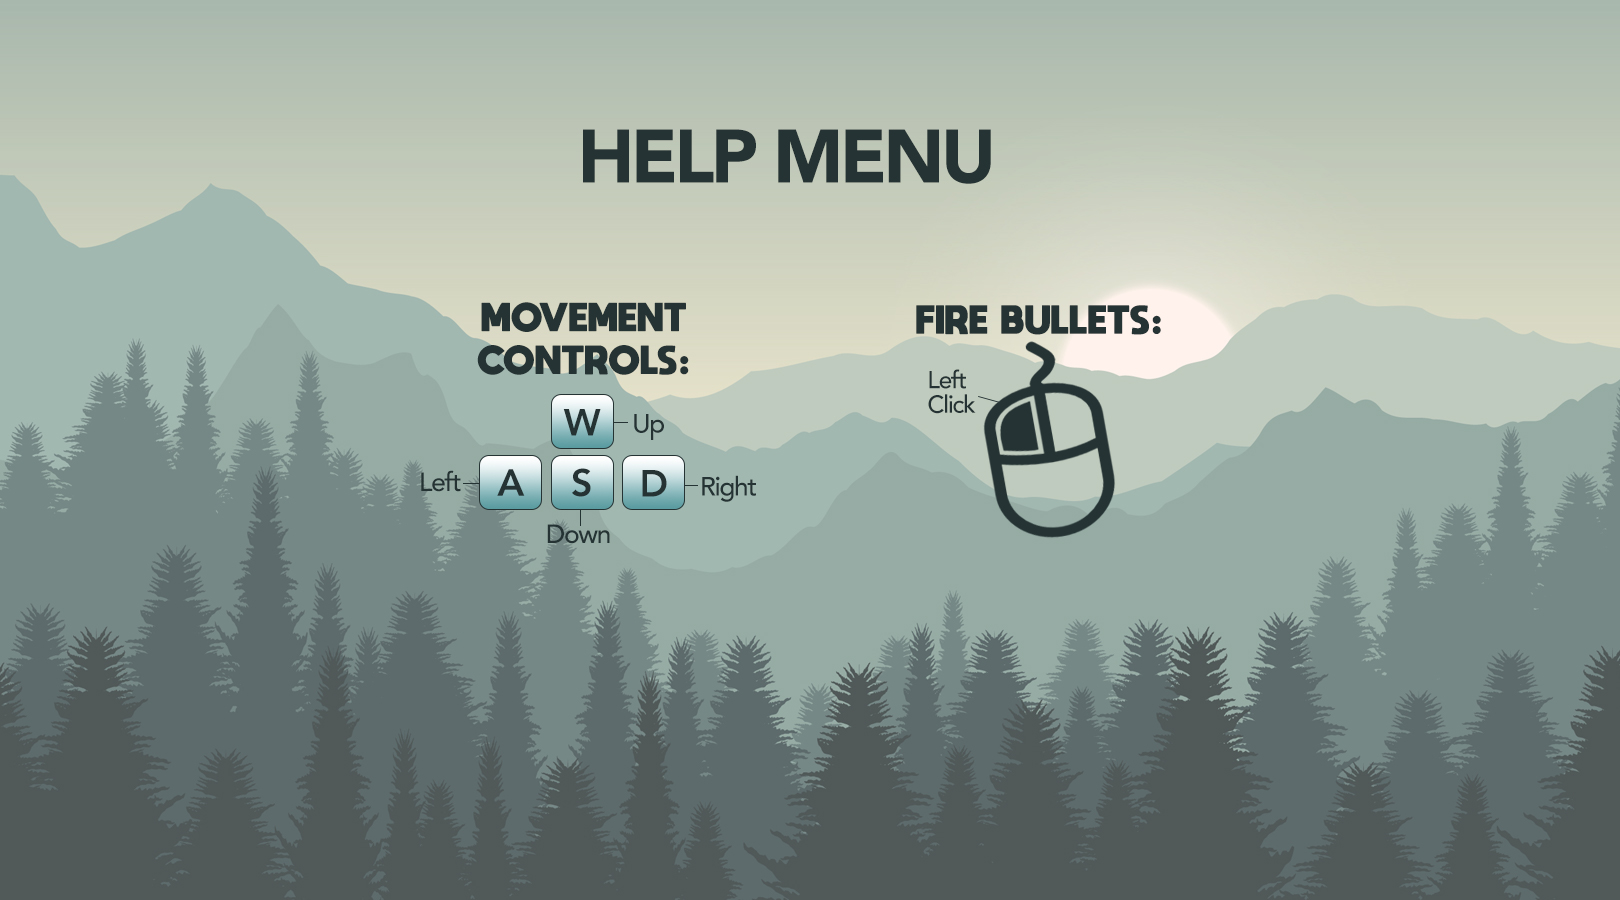 HELP MENU
MOVEMENT
CONTROLS:
W
Up
Left
A
S
D
Right
Down
FIRE BULLETS:
Left
Click